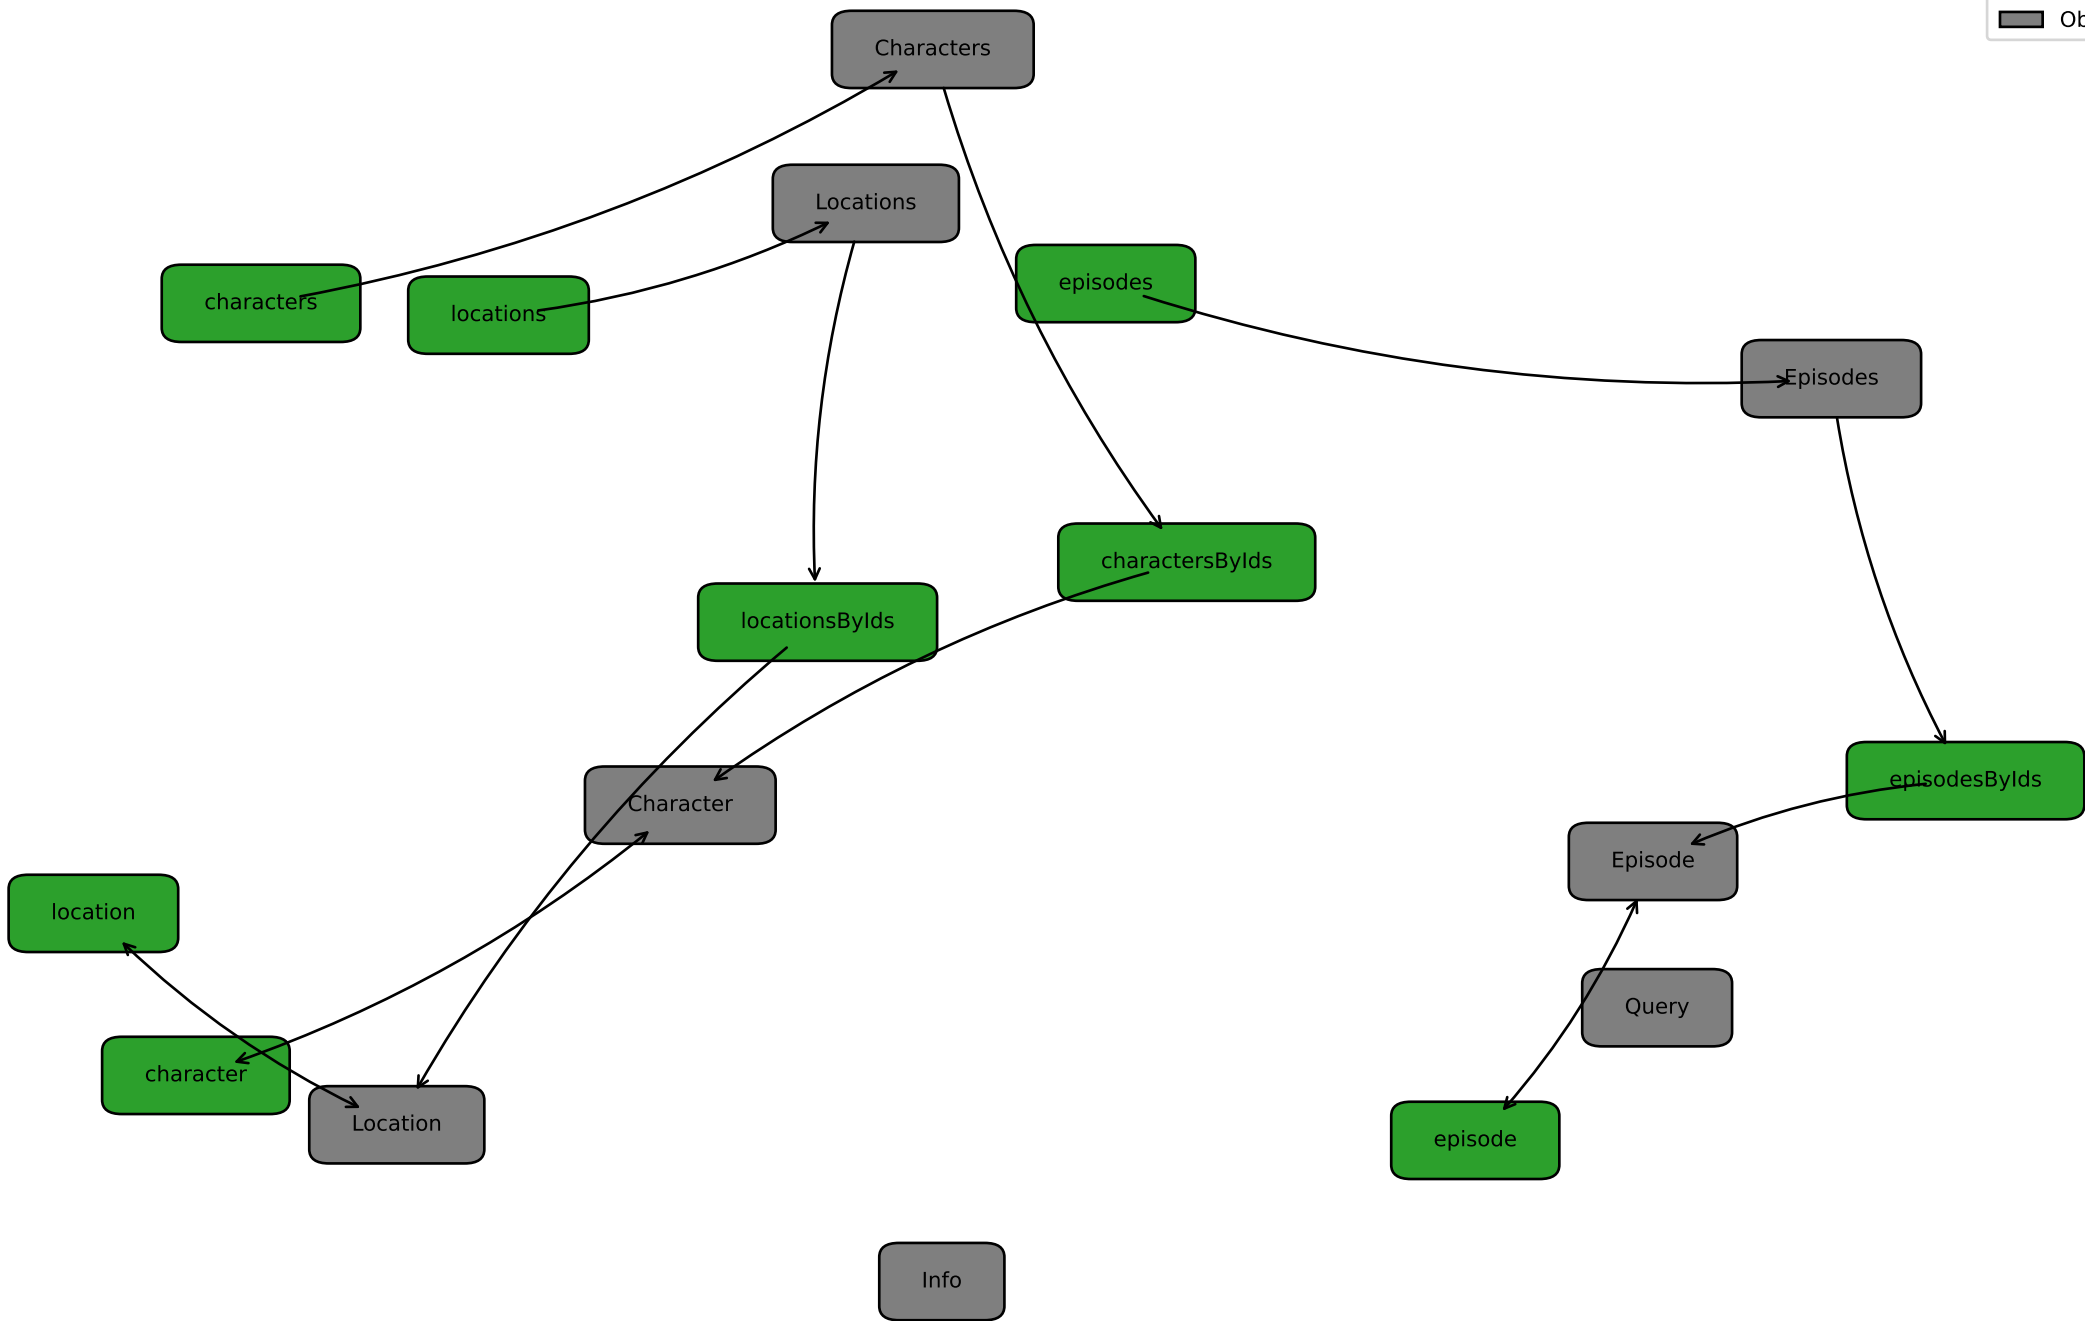 Characters
Locations
characters
locations
episodes
Episodes
charactersByIds
locationsByIds
episodesByIds
Character
Episode
location
Query
character
Location
episode
Info